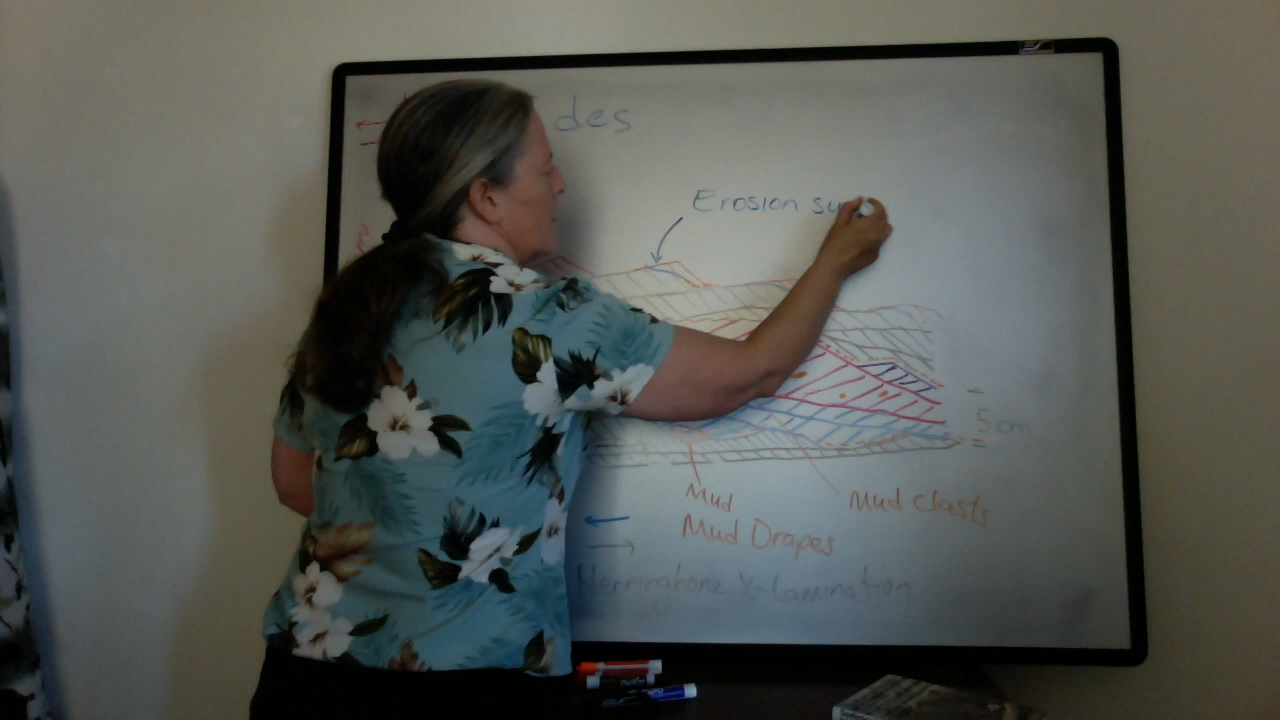 des
Erosion su
5cm
Mud
Mud Clasts
Mud Drapes
Herringbone X-Lamination